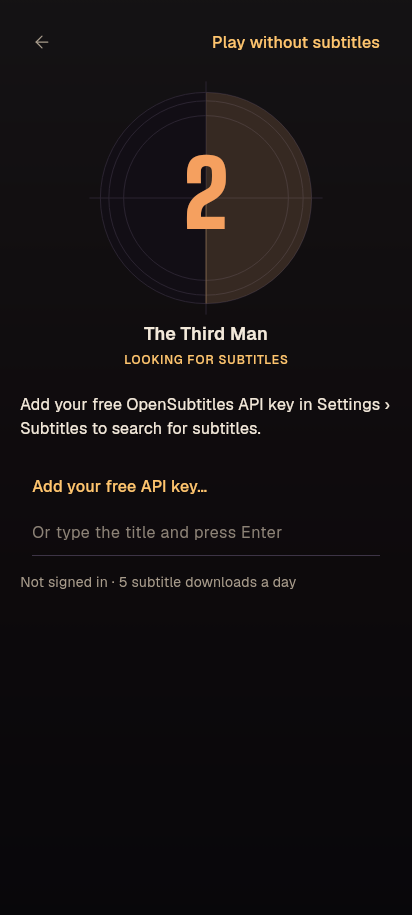 Play without subtitles
2
The Third Man
LOOKING FOR SUBTITLES
Add your free OpenSubtitles API key in Settings ›
Subtitles to search for subtitles.
Add your free API key…
Or type the title and press Enter
Not signed in · 5 subtitle downloads a day